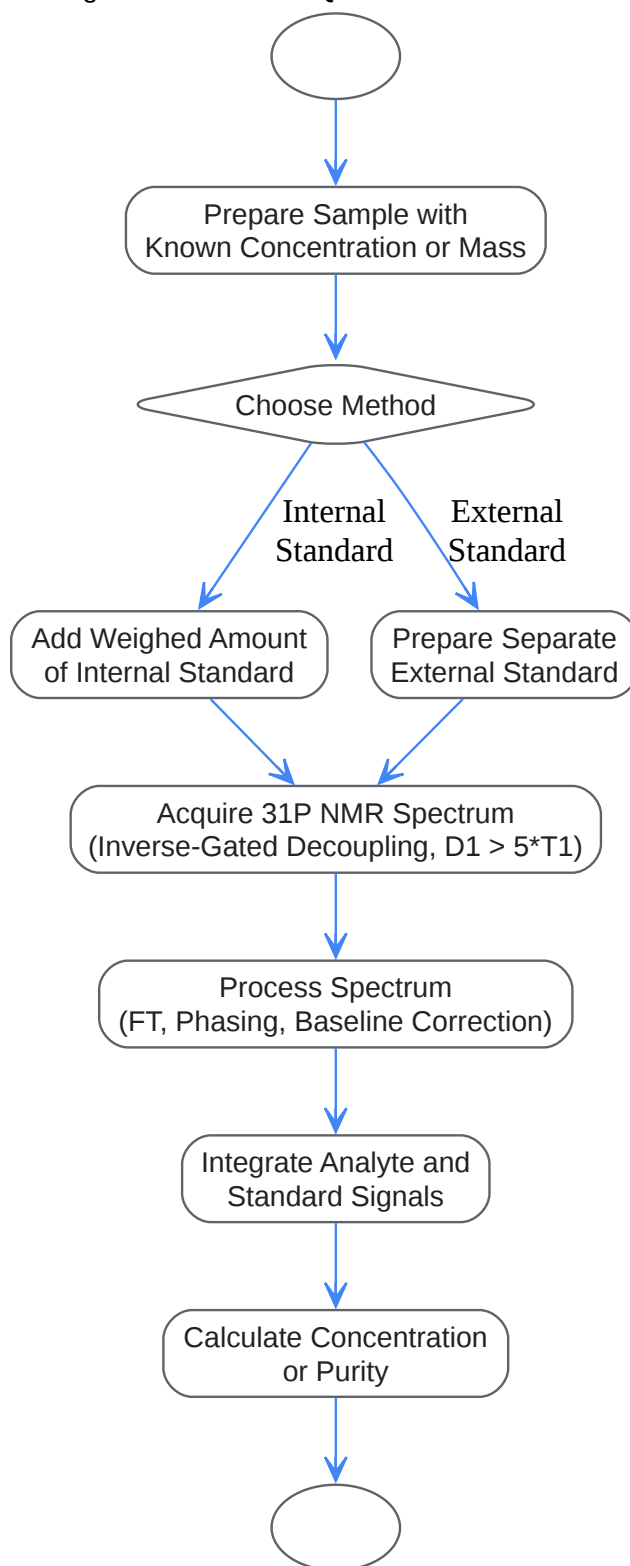 Prepare Sample with
Known Concentration or Mass
Choose Method
Internal
Standard
External
Standard
Add Weighed Amount
of Internal Standard
Prepare Separate
External Standard
Acquire 31P NMR Spectrum
(Inverse-Gated Decoupling, D1 > 5*T1)
Process Spectrum
(FT, Phasing, Baseline Correction)
Integrate Analyte and
Standard Signals
Calculate Concentration
or Purity